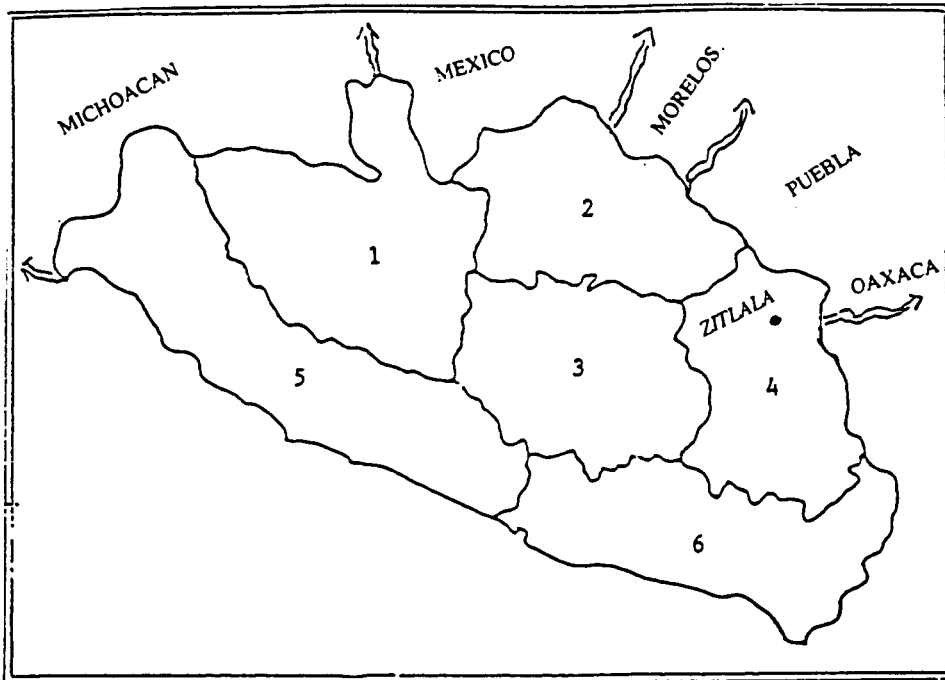 MICHOACAN
MEXICO
MORELOS.
PUEBLA
OAXACA
ZITLALA
1
2
3
4
5
6